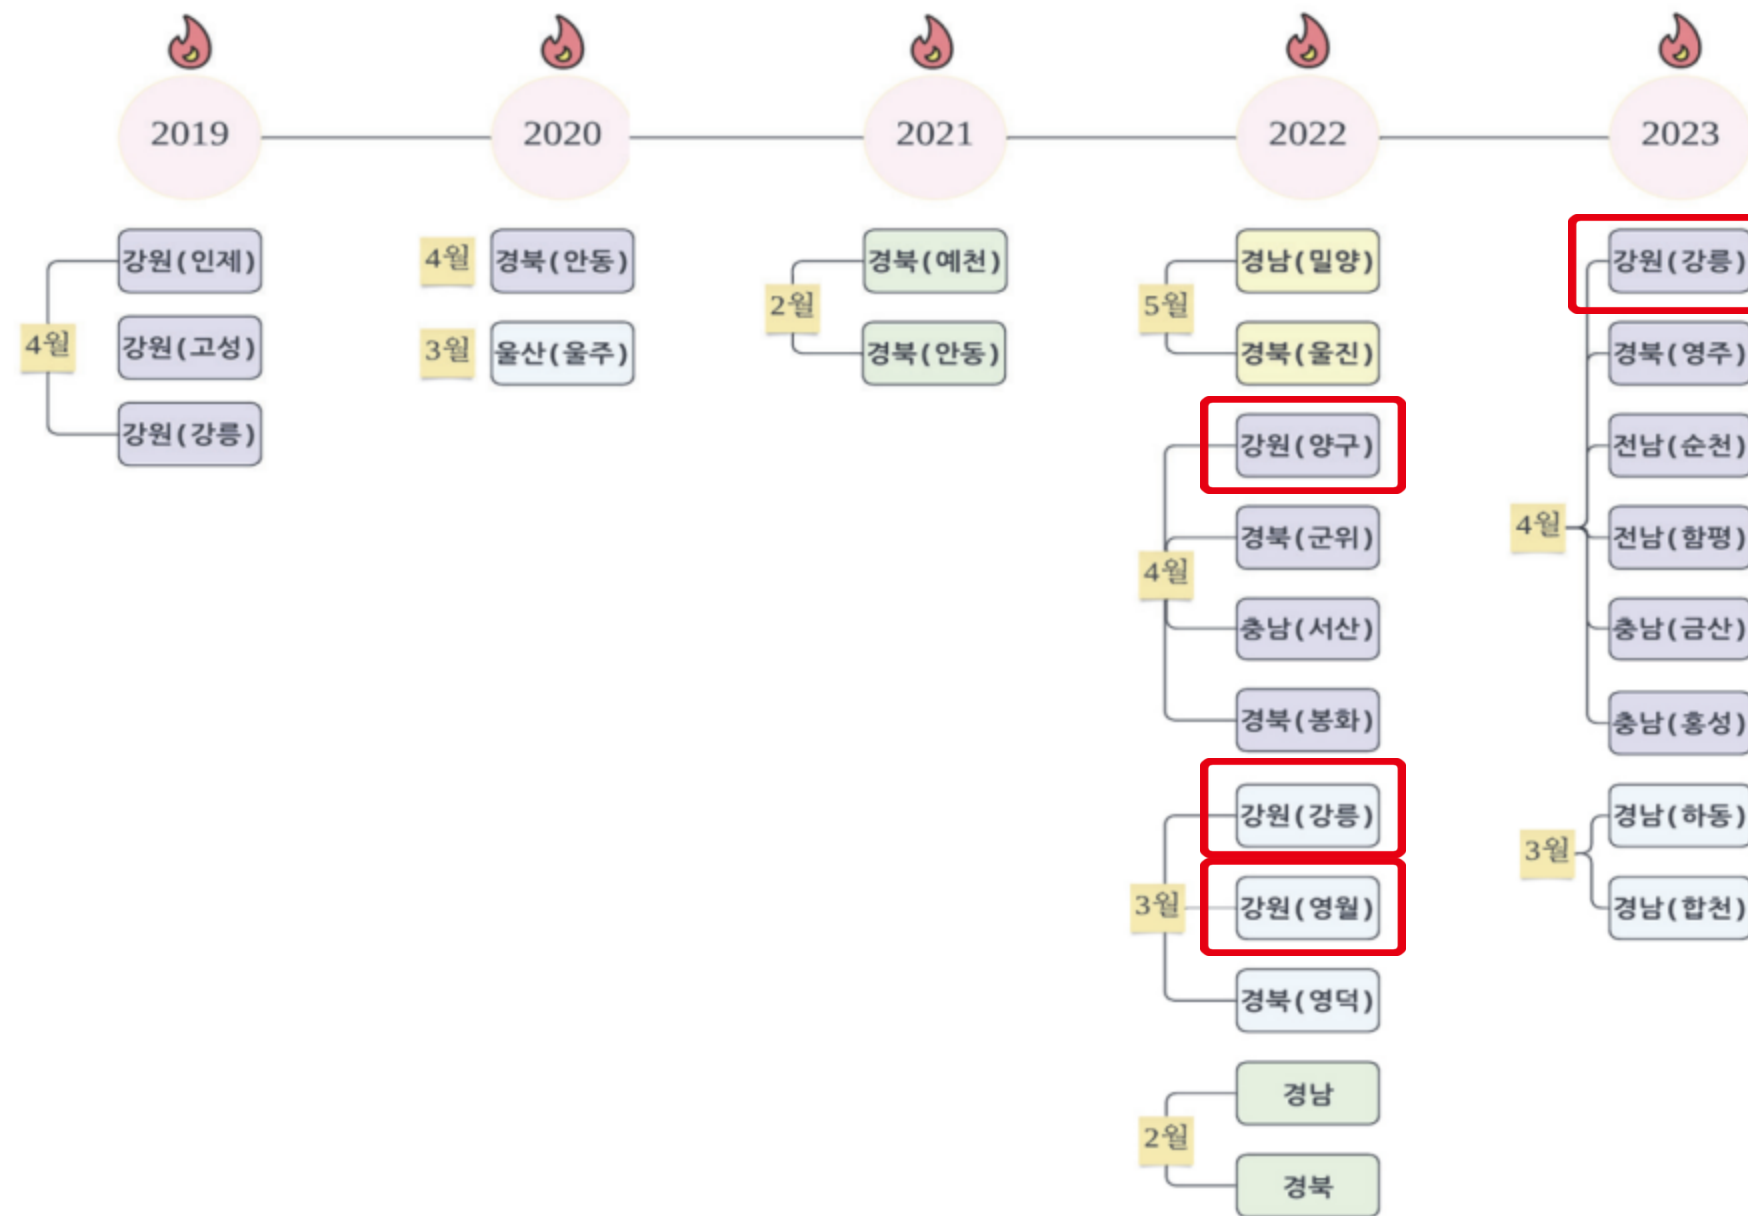 2019
2020
2021
2022
2023
4월
강원(인제)
강원(고성)
강원(강릉)
4월
경북(안동)
3월
울산(울주)
2월
경북(예천)
경북(안동)
5월
경남(밀양)
경북(울진)
4월
강원(양구)
경북(군위)
충남(서산)
경북(봉화)
3월
강원(강릉)
강원(영월)
경북(영덕)
2월
경남
경북
4월
강원(강릉)
경북(영주)
전남(순천)
전남(함평)
충남(금산)
충남(홍성)
3월
경남(하동)
경남(합천)